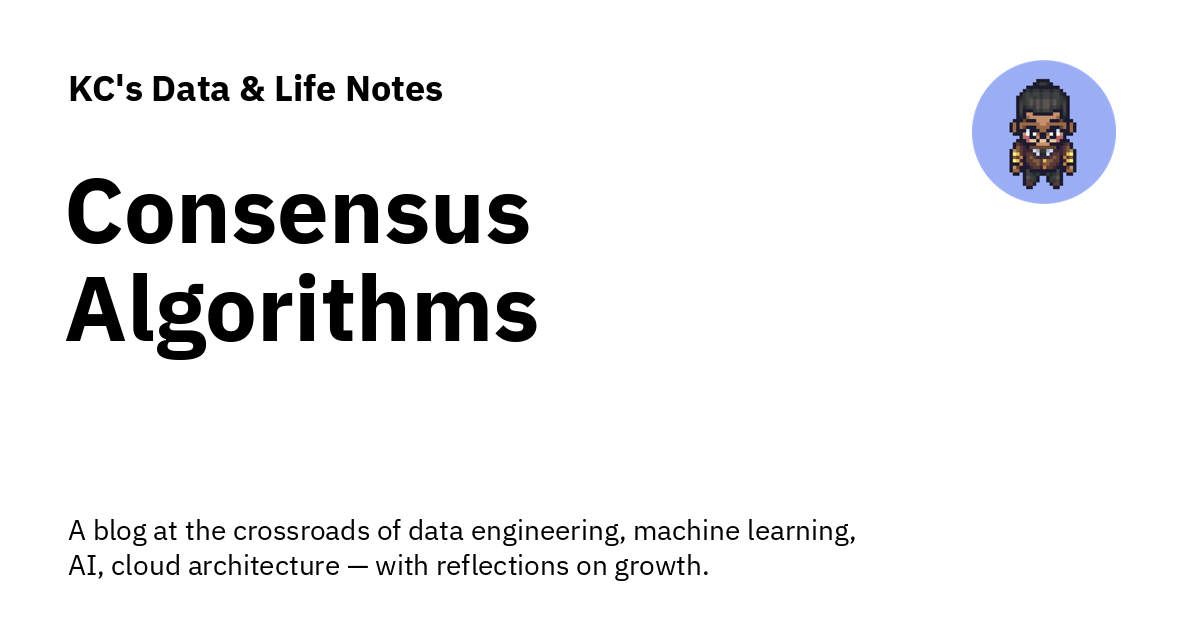 KC's Data & Life Notes
Consensus
Algorithms
A blog at the crossroads of data engineering, machine learning,
AI, cloud architecture — with reflections on growth.